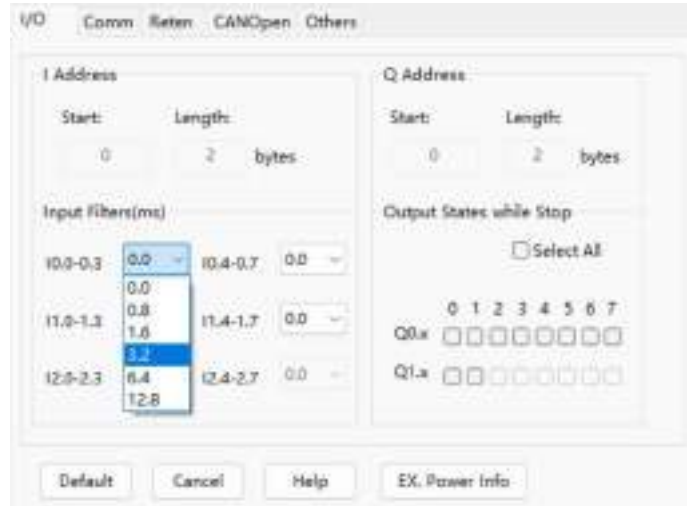 I/O Comm Reten CANOpen Others
I Address
Start: Length:
0 2 bytes
Q Address
Start: Length:
0 2 bytes
Input Filters(ms)
I0.0-0.3 0.0 I0.4-0.7 0.0
0.0
0.8
1.6
3.2
6.4
12.8
I1.0-1.3 I1.4-1.7 0.0
I2.0-2.3 I2.4-2.7 0.0
Output States while Stop
Select All
0 1 2 3 4 5 6 7
Q0.x
Q1.x
Default Cancel Help EX. Power Info